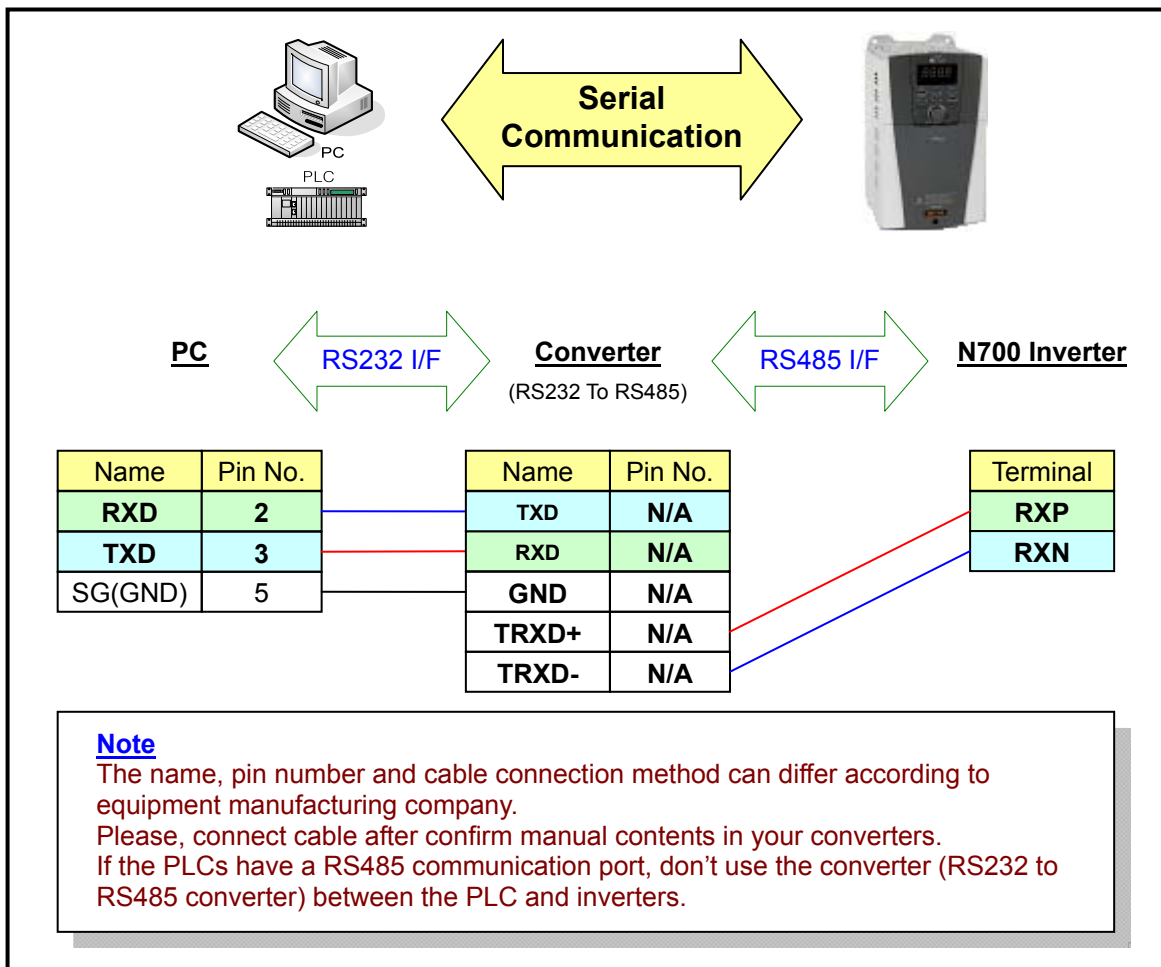 Serial
Communication
PC
PLC
PC
RS232 I/F
Converter
(RS232 To RS485)
RS485 I/F
N700 Inverter
Name Pin No.
RXD 2
TXD 3
SG(GND) 5
Name Pin No.
TXD N/A
RXD N/A
GND N/A
TRXD+ N/A
TRXD- N/A
Terminal
RXP
RXN
Note
The name, pin number and cable connection method can differ according to
equipment manufacturing company.
Please, connect cable after confirm manual contents in your converters.
If the PLCs have a RS485 communication port, don’t use the converter (RS232 to
RS485 converter) between the PLC and inverters.